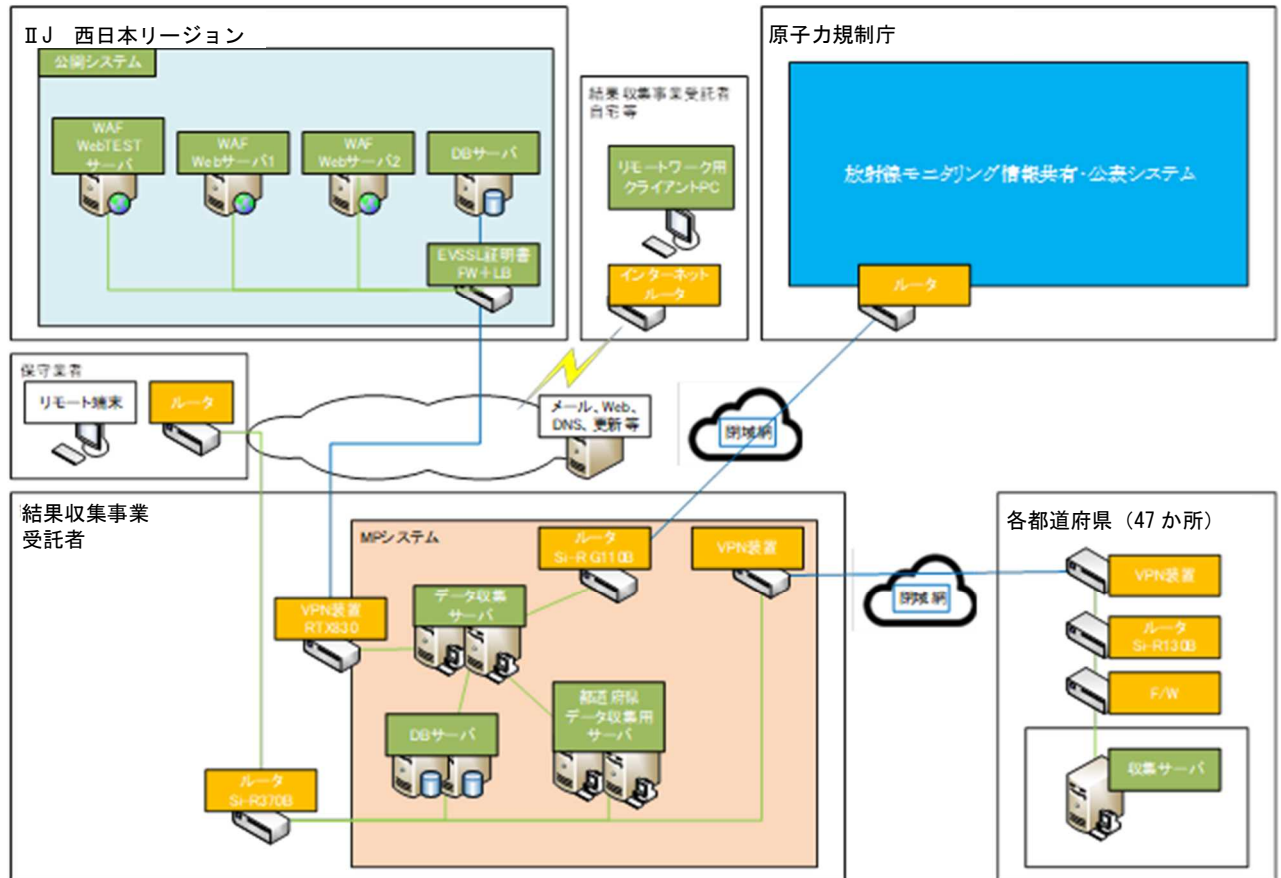 ⅡJ 西日本リージョン
公開システム
WAF
WebTEST
サーバ
WAF
Webサーバ1
WAF
Webサーバ2
DBサーバ
EVSSL証明書
FW+LB
結果収集事業受託者
自宅等
リモートワーク用
クライアントPC
インターネット
ルータ
原子力規制庁
放射線モニタリング情報共有・公表システム
ルータ
保守業者
リモート端末
ルータ
メール、Web、
DNS、更新等
閉域網
結果収集事業
受託者
MPシステム
ルータ
Si-R G110B
VPN装置
VPN装置
RTX830
データ収集
サーバ
都道府県
データ収集用
サーバ
DBサーバ
ルータ
Si-R370B
閉域網
各都道府県（47か所）
VPN装置
ルータ
Si-R130B
F/W
収集サーバ